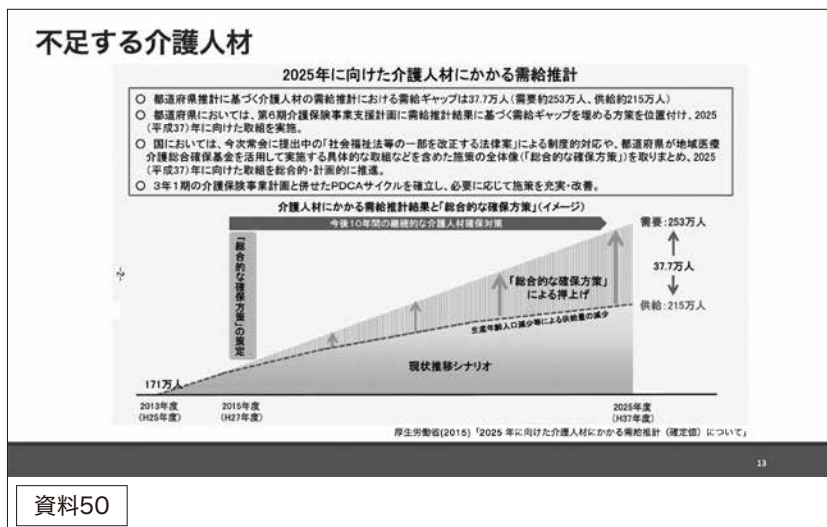 不足する介護人材
2025年に向けた介護人材にかかる需給推計
○ 都道府県推計に基づく介護人材の需給推計における需給ギャップは37.7万人(需要約253万人、供給約215万人)
○ 都道府県においては、第6期介護保険事業支援計画に需給推計結果に基づく需給ギャップを埋める方策を位置付け、2025
(平成37)年に向けた取組を実施。
○ 国においては、今次常会に提出中の「社会福祉法等の一部を改正する法律案」による制度的対応や、都道府県が地域医療
介護総合確保基金を活用して実施する具体的な取組などを含めた施策の全体像(「総合的な確保方策」)を取りまとめ、2025
(平成37)年に向けた取組を総合的・計画的に推進。
○ 3年1期の介護保険事業計画と併せたPDCAサイクルを確立し、必要に応じて施策を充実・改善。
介護人材にかかる需給推計結果と「総合的な確保方策」(イメージ)
今後10年間の継続的な介護人材確保対策
需要:253万人
「総合的な確保方策」の策定
「総合的な確保方策」
による押上げ
37.7万人
供給:215万人
生産年齢人口減少等による供給量の減少
現状推移シナリオ
171万人
2013年度
(H25年度)
2015年度
(H27年度)
2025年度
(H37年度)
-2-
厚生労働省(2015)「2025 年に向けた介護人材にかかる需給推計(確定値)について」
13
資料50